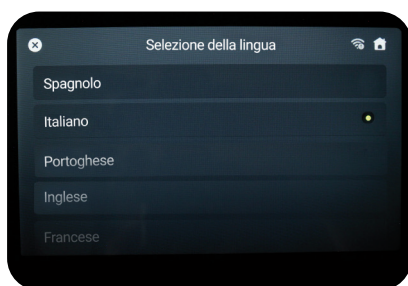 Selezione della lingua
Spagnolo
Italiano
Portoghese
Inglese
Francese